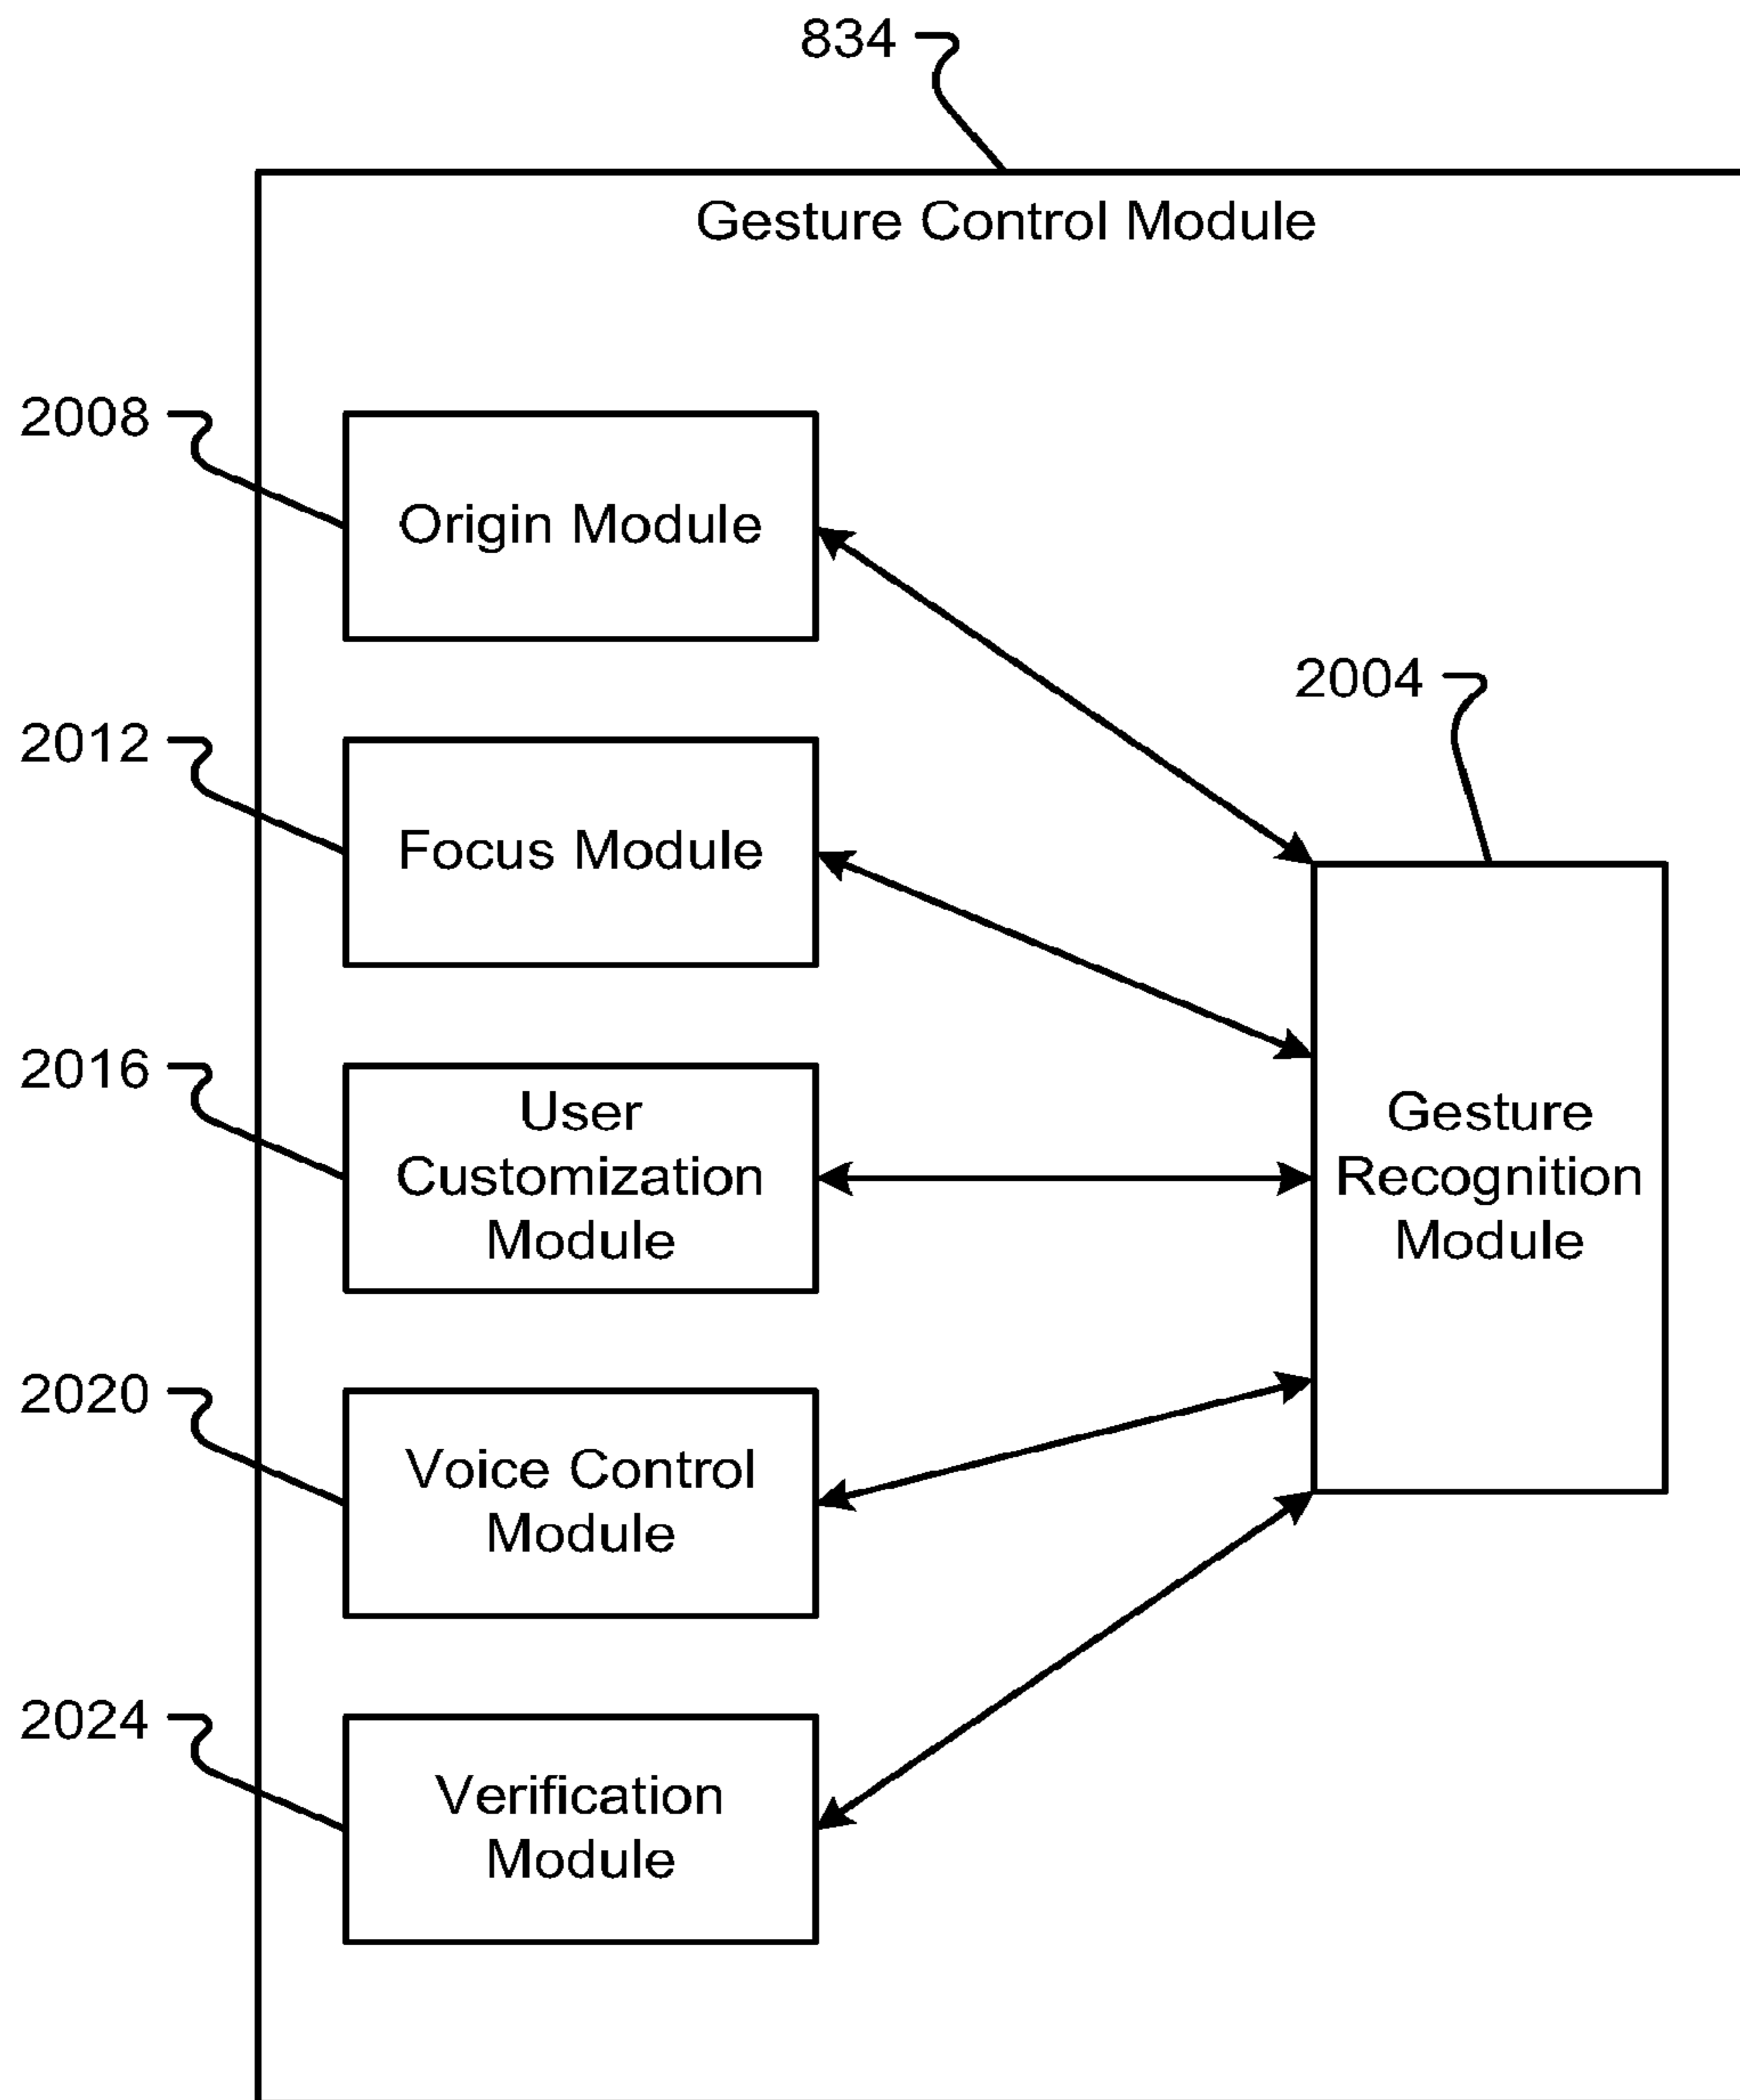 834
Gesture Control Module
2008
Origin Module
2004
2012
Focus Module
2016
User
Customization
Module
Gesture
Recognition
Module
2020
Voice Control
Module
2024
Verification
Module